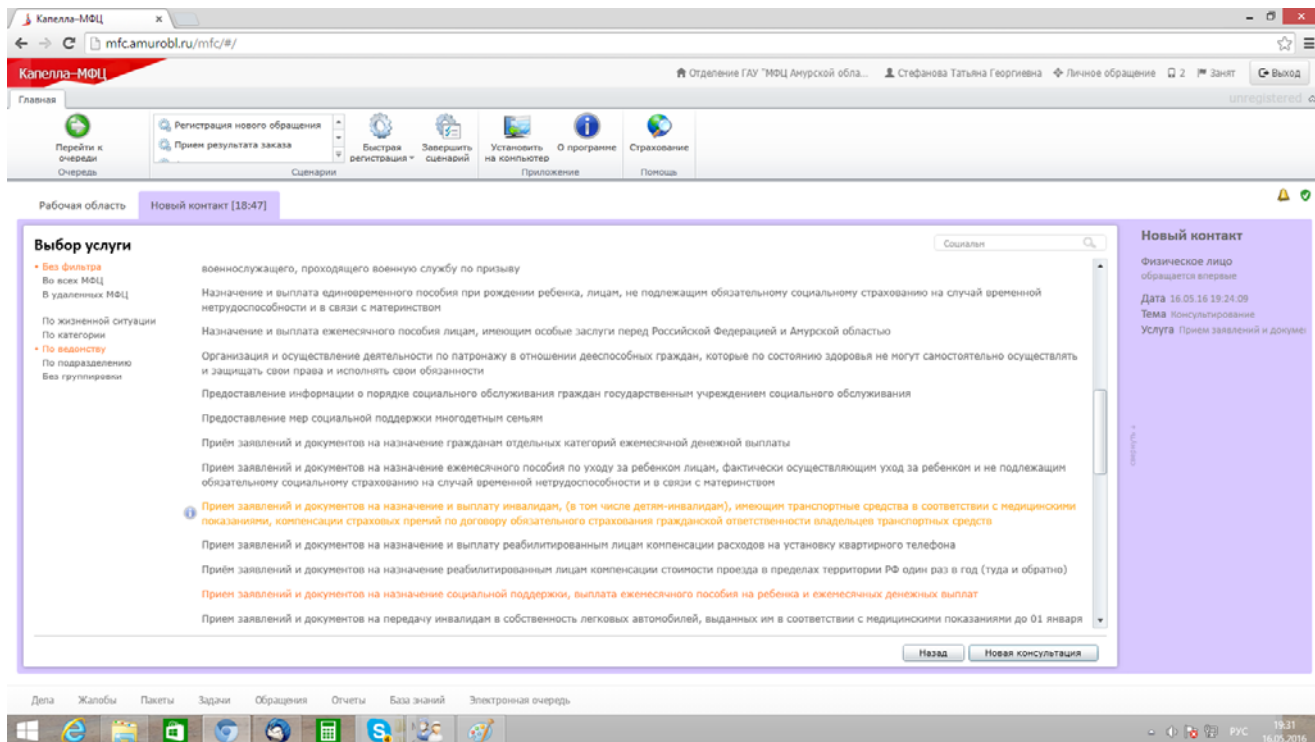 Капелла–МФЦ
mfc.amurobl.ru/mfc/#/
Капелла–МФЦ
Отделение ГАУ "МФЦ Амурской обла...
Стефанова Татьяна Георгиевна
Личное обращение
2
Занят
Выход
Главная
unregistered
Перейти к
очереди
Очередь
Регистрация нового обращения
Прием результата заказа
Быстрая
регистрация
Завершить
сценарий
Сценарии
Установить
на компьютер
О программе
Приложение
Страхование
Помощь
Рабочая область
Новый контакт [18:47]
Выбор услуги
Социальн
Без фильтра
Во всех МФЦ
В удаленных МФЦ
По жизненной ситуации
По категории
По ведомству
По подразделению
Без группировки
военнослужащего, проходящего военную службу по призыву
Назначение и выплата единовременного пособия при рождении ребенка, лицам, не подлежащим обязательному социальному страхованию на случай временной
нетрудоспособности и в связи с материнством
Назначение и выплата ежемесячного пособия лицам, имеющим особые заслуги перед Российской Федерацией и Амурской областью
Организация и осуществление деятельности по патронажу в отношении дееспособных граждан, которые по состоянию здоровья не могут самостоятельно осуществлять
и защищать свои права и исполнять свои обязанности
Предоставление информации о порядке социального обслуживания граждан государственным учреждением социального обслуживания
Предоставление мер социальной поддержки многодетным семьям
Приём заявлений и документов на назначение гражданам отдельных категорий ежемесячной денежной выплаты
Прием заявлений и документов на назначение ежемесячного пособия по уходу за ребенком лицам, фактически осуществляющим уход за ребенком и не подлежащим
обязательному социальному страхованию на случай временной нетрудоспособности и в связи с материнством
Прием заявлений и документов на назначение и выплату инвалидам, (в том числе детям-инвалидам), имеющим транспортные средства в соответствии с медицинскими
показаниями, компенсации страховых премий по договору обязательного страхования гражданской ответственности владельцев транспортных средств
Прием заявлений и документов на назначение и выплату реабилитированным лицам компенсации расходов на установку квартирного телефона
Приём заявлений и документов на назначение реабилитированным лицам компенсации стоимости проезда в пределах территории РФ один раз в год (туда и обратно)
Прием заявлений и документов на назначение социальной поддержки, выплата ежемесячного пособия на ребенка и ежемесячных денежных выплат
Прием заявлений и документов на передачу инвалидам в собственность легковых автомобилей, выданных им в соответствии с медицинскими показаниями до 01 января
Назад
Новая консультация
Новый контакт
Физическое лицо
обращается впервые
Дата 16.05.16 19:24:09
Тема Консультирование
Услуга Прием заявлений и докумен
свернуть
Дела
Жалобы
Пакеты
Задачи
Обращения
Отчеты
База знаний
Электронная очередь
РУС
19:31
16.05.2016